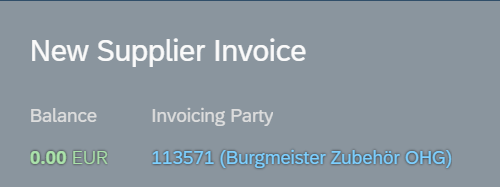 New Supplier Invoice
Balance Invoicing Party
0.00 EUR 113571 (Burgmeister Zubehör OHG)